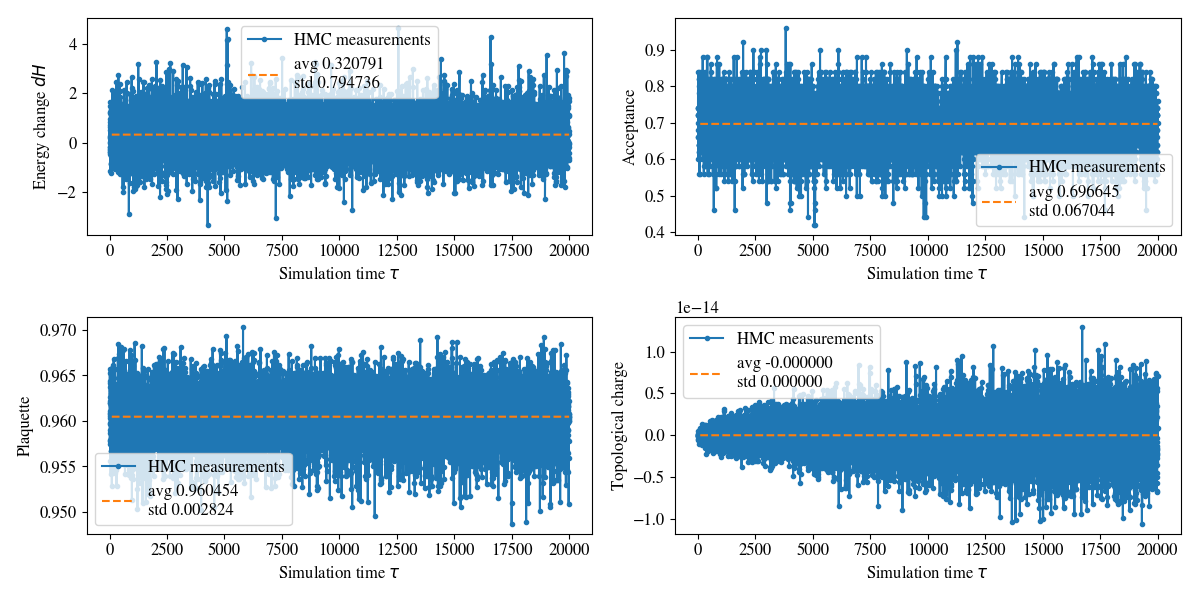 Energy change dH
4
2
0
−2
HMC measurements
avg 0.320791
std 0.794736
0 2500 5000 7500 10000 12500 15000 17500 20000
Simulation time τ
Acceptance
0.9
0.8
0.7
0.6
0.5
0.4
HMC measurements
avg 0.696645
std 0.067044
0 2500 5000 7500 10000 12500 15000 17500 20000
Simulation time τ
Plaquette
0.970
0.965
0.960
0.955
0.950
HMC measurements
avg 0.960454
std 0.002824
0 2500 5000 7500 10000 12500 15000 17500 20000
Simulation time τ
1e−14
Topological charge
1.0
0.5
0.0
−0.5
−1.0
HMC measurements
avg -0.000000
std 0.000000
0 2500 5000 7500 10000 12500 15000 17500 20000
Simulation time τ